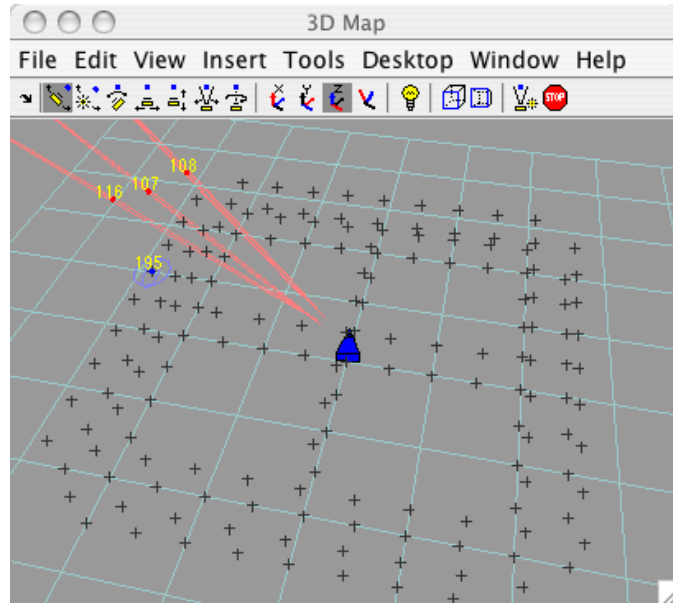 3D Map
File Edit View Insert Tools Desktop Window Help
X Y Z
STOP
108
116 107
195